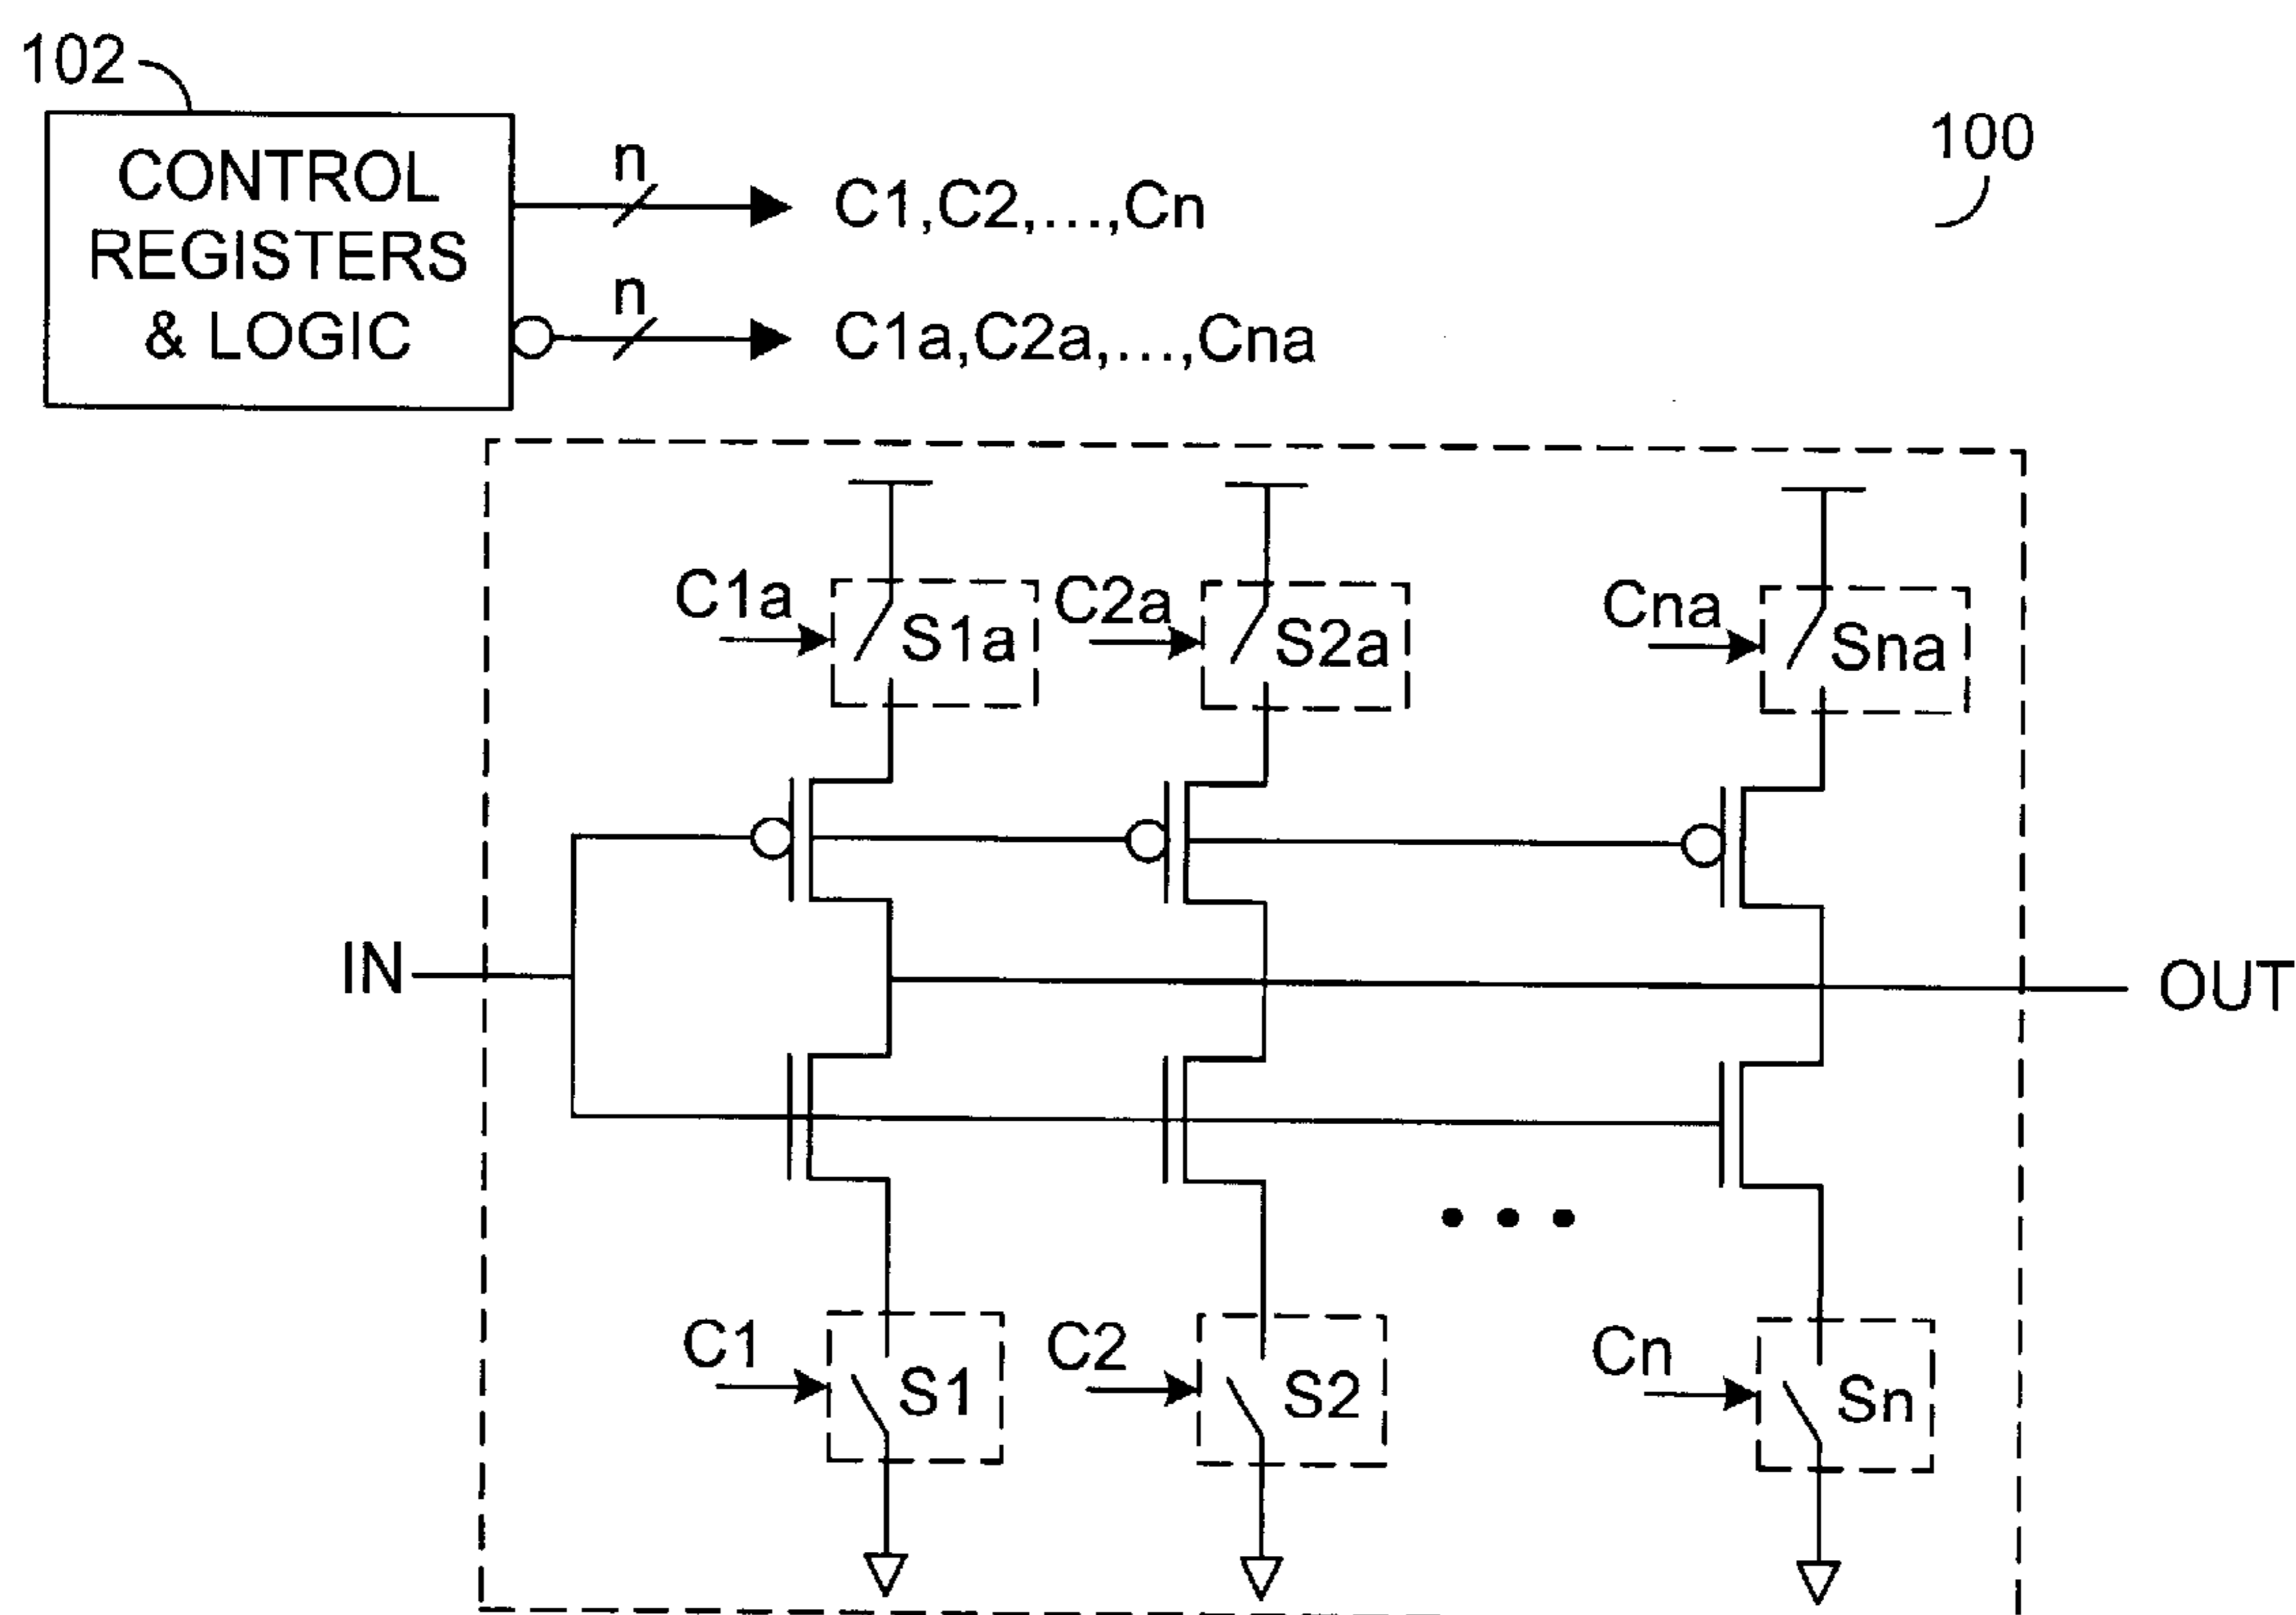 102
CONTROL
REGISTERS
& LOGIC
n
C1,C2,...,Cn
n
C1a,C2a,...,Cna
100
C1a
S1a
C2a
S2a
Cna
Sna
IN
OUT
C1
S1
C2
S2
Cn
Sn